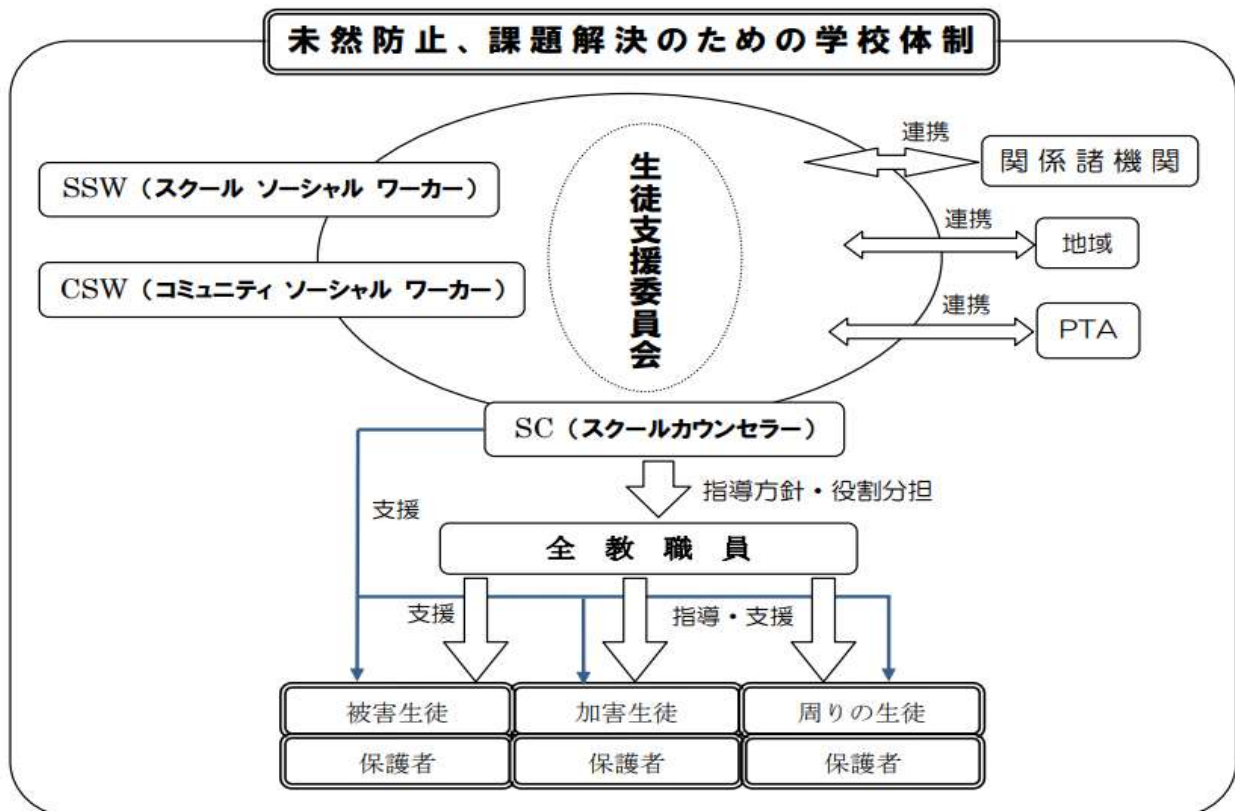 未然防止、課題解決のための学校体制
連携
関係諸機関
SSW（スクール ソーシャル ワーカー）
生徒支援委員会
連携
地域
CSW（コミュニティ ソーシャル ワーカー）
連携
PTA
SC（スクールカウンセラー）
指導方針・役割分担
支援
全教職員
支援
指導・支援
被害生徒
加害生徒
周りの生徒
保護者
保護者
保護者